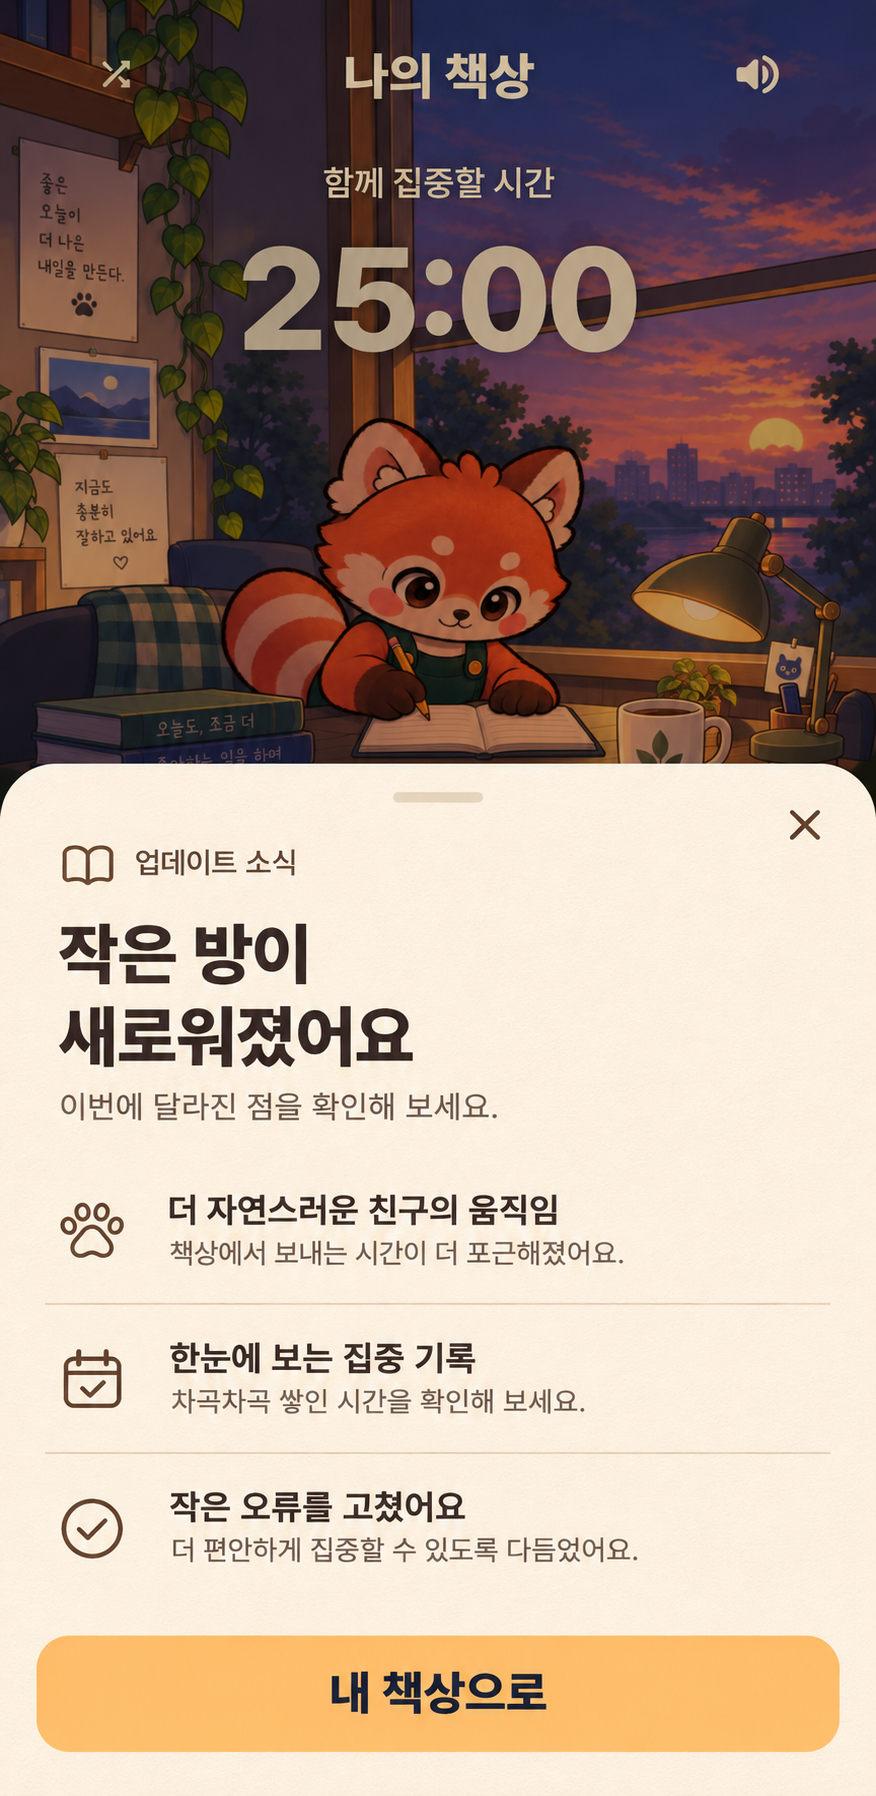 나의 책상
함께 집중할 시간
25:00
좋은
오늘이
더 나은
내일을 만든다.
지금도
충분히
잘하고 있어요
오늘도, 조금 더
좋아하는 일을 하며
업데이트 소식
작은 방이
새로워졌어요
이번에 달라진 점을 확인해 보세요.
더 자연스러운 친구의 움직임
책상에서 보내는 시간이 더 포근해졌어요.
한눈에 보는 집중 기록
차곡차곡 쌓인 시간을 확인해 보세요.
작은 오류를 고쳤어요
더 편안하게 집중할 수 있도록 다듬었어요.
내 책상으로